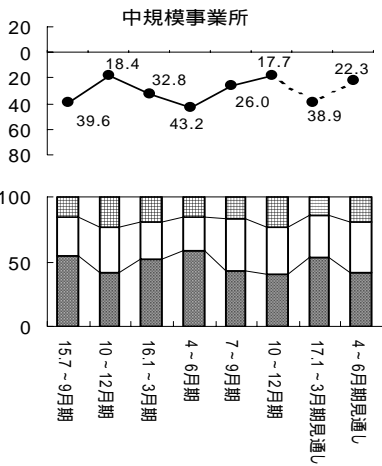 中規模事業所
20
0
20
40
60
80
39.6
18.4
32.8
43.2
26.0
17.7
38.9
22.3
100
50
0
15.7~9月期
10~12月期
16.1~3月期
4~6月期
7~9月期
10~12月期
17.1~3月期見通し
4~6月期見通し